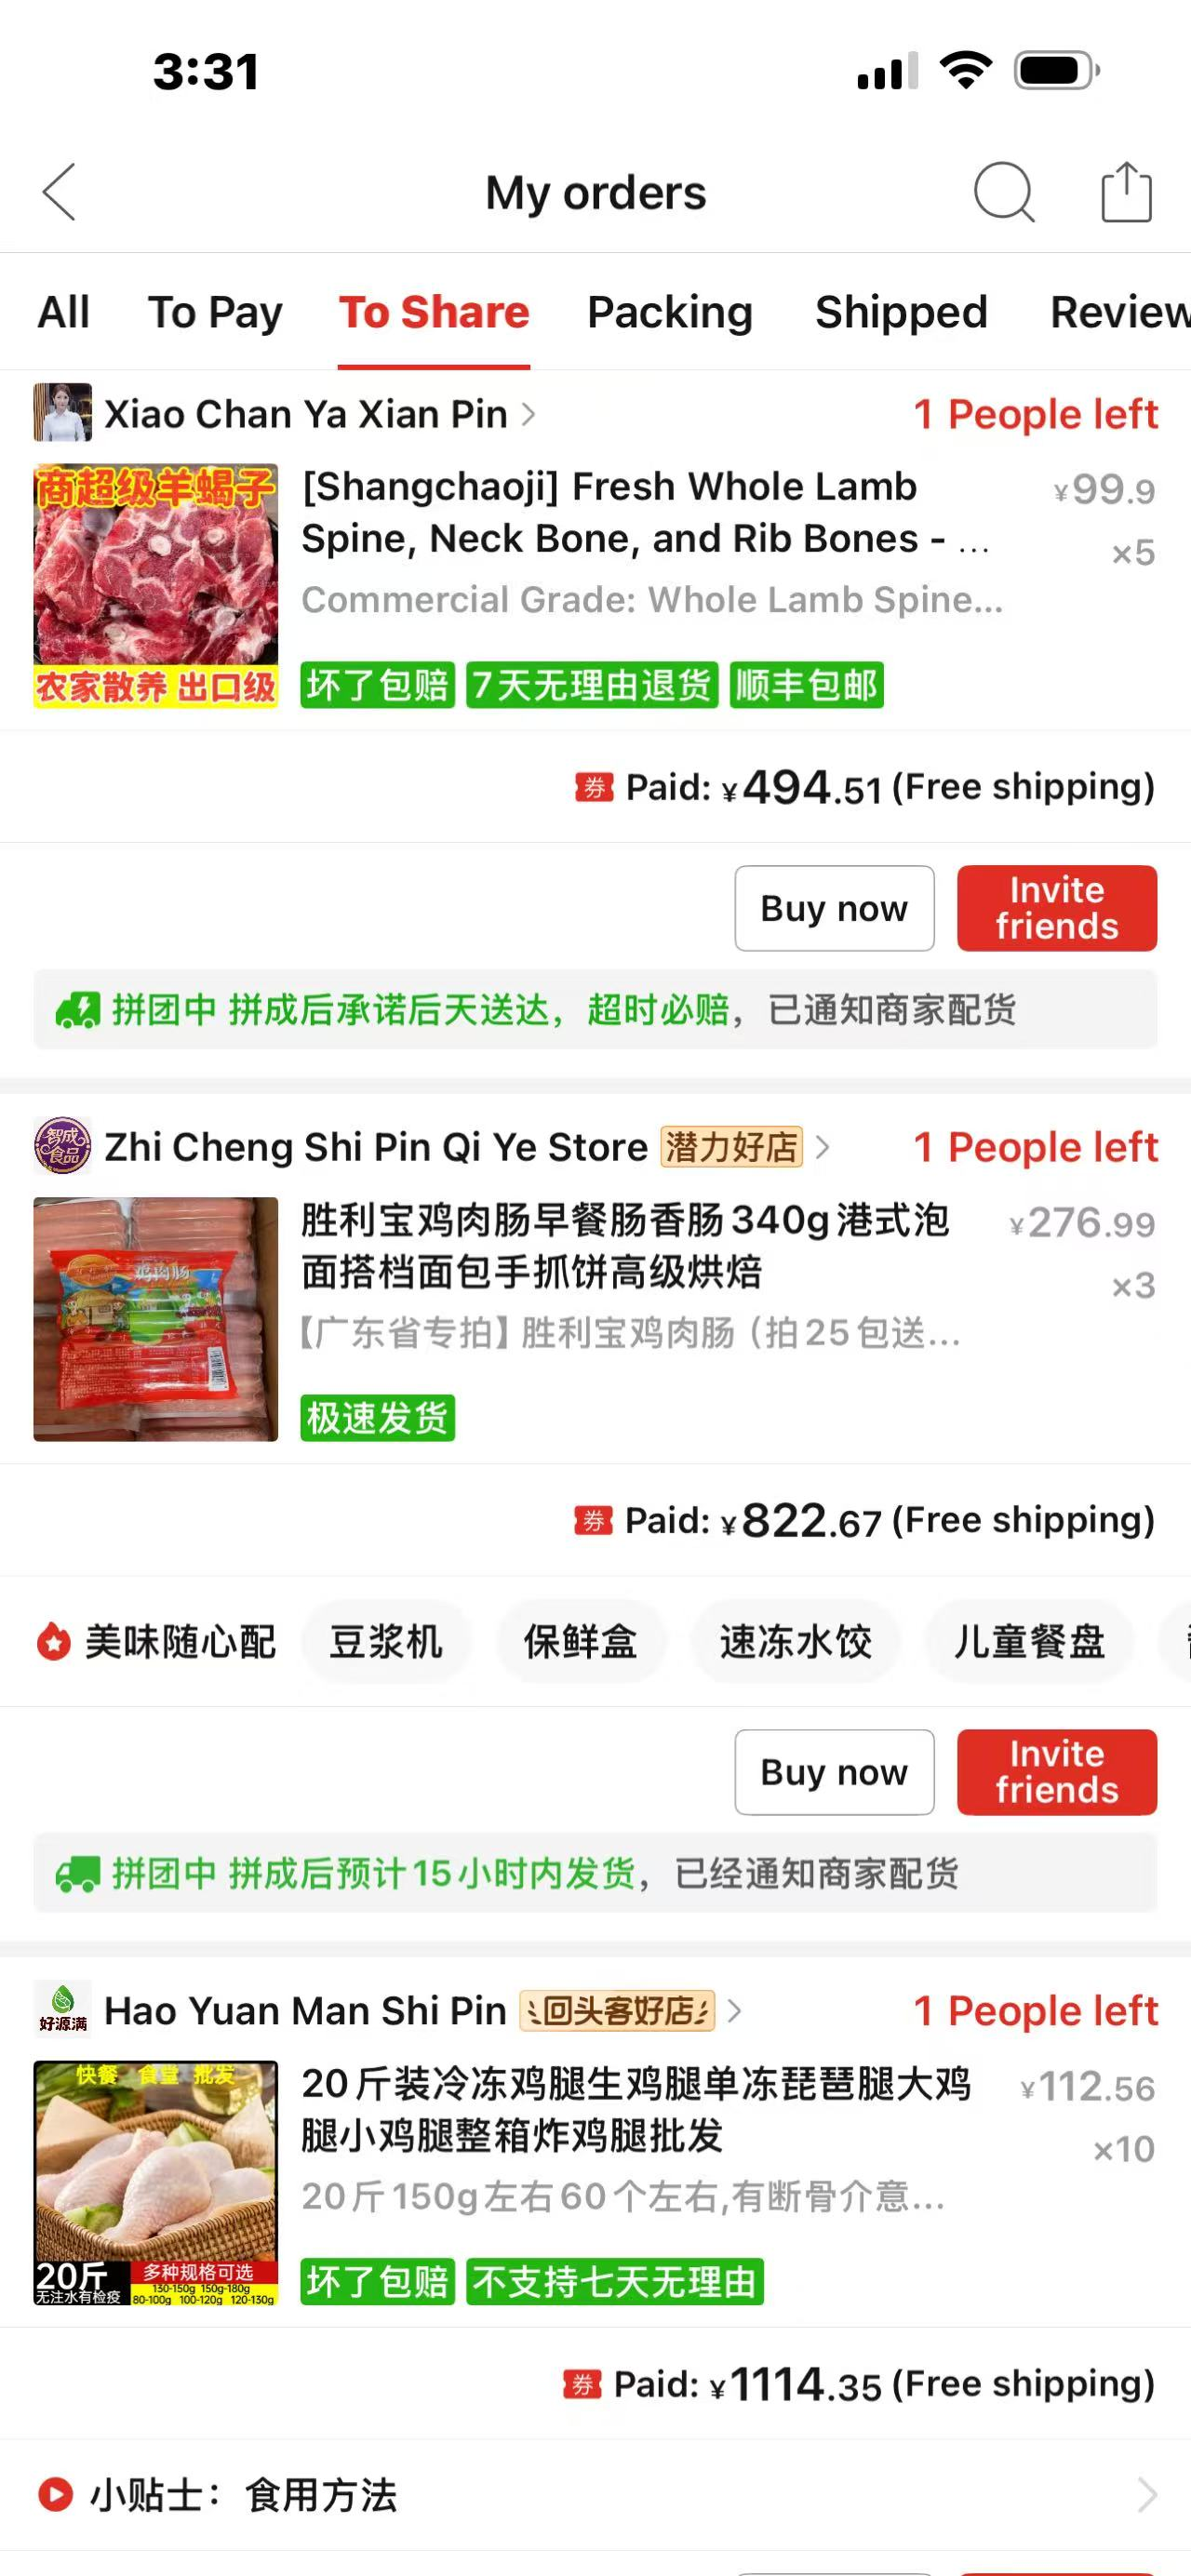 3:31
My orders
All To Pay To Share Packing Shipped Review
Xiao Chan Ya Xian Pin 1 People left
商超级羊蝎子
农家散养 出口级
[Shangchaoji] Fresh Whole Lamb ¥99.9
Spine, Neck Bone, and Rib Bones - ... ×5
Commercial Grade: Whole Lamb Spine...
坏了包赔 7天无理由退货 顺丰包邮
券 Paid: ¥494.51 (Free shipping)
Buy now Invite friends
拼团中 拼成后承诺后天送达，超时必赔，已通知商家配货
智成食品
Zhi Cheng Shi Pin Qi Ye Store 潜力好店 1 People left
鸡肉肠
胜利宝鸡肉肠早餐肠香肠340g港式泡 ¥276.99
面搭档面包手抓饼高级烘焙 ×3
【广东省专拍】胜利宝鸡肉肠（拍25包送...
极速发货
券 Paid: ¥822.67 (Free shipping)
美味随心配 豆浆机 保鲜盒 速冻水饺 儿童餐盘
Buy now Invite friends
拼团中 拼成后预计15小时内发货，已经通知商家配货
好源满
Hao Yuan Man Shi Pin 回头客好店 1 People left
快餐 食堂 批发
20斤
无注水有检疫
多种规格可选
130-150g 150g-180g
80-100g 100-120g 120-130g
20斤装冷冻鸡腿生鸡腿单冻琵琶腿大鸡 ¥112.56
腿小鸡腿整箱炸鸡腿批发 ×10
20斤150g左右60个左右,有断骨介意...
坏了包赔 不支持七天无理由
券 Paid: ¥1114.35 (Free shipping)
小贴士：食用方法